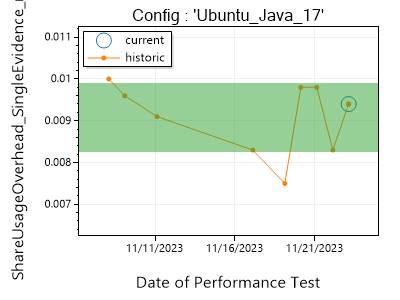 Config : 'Ubuntu_Java_17'
current
historic
ShareUsageOverhead_SingleEvidence_
0.011
0.01
0.009
0.008
0.007
11/11/2023
11/16/2023
11/21/2023
Date of Performance Test